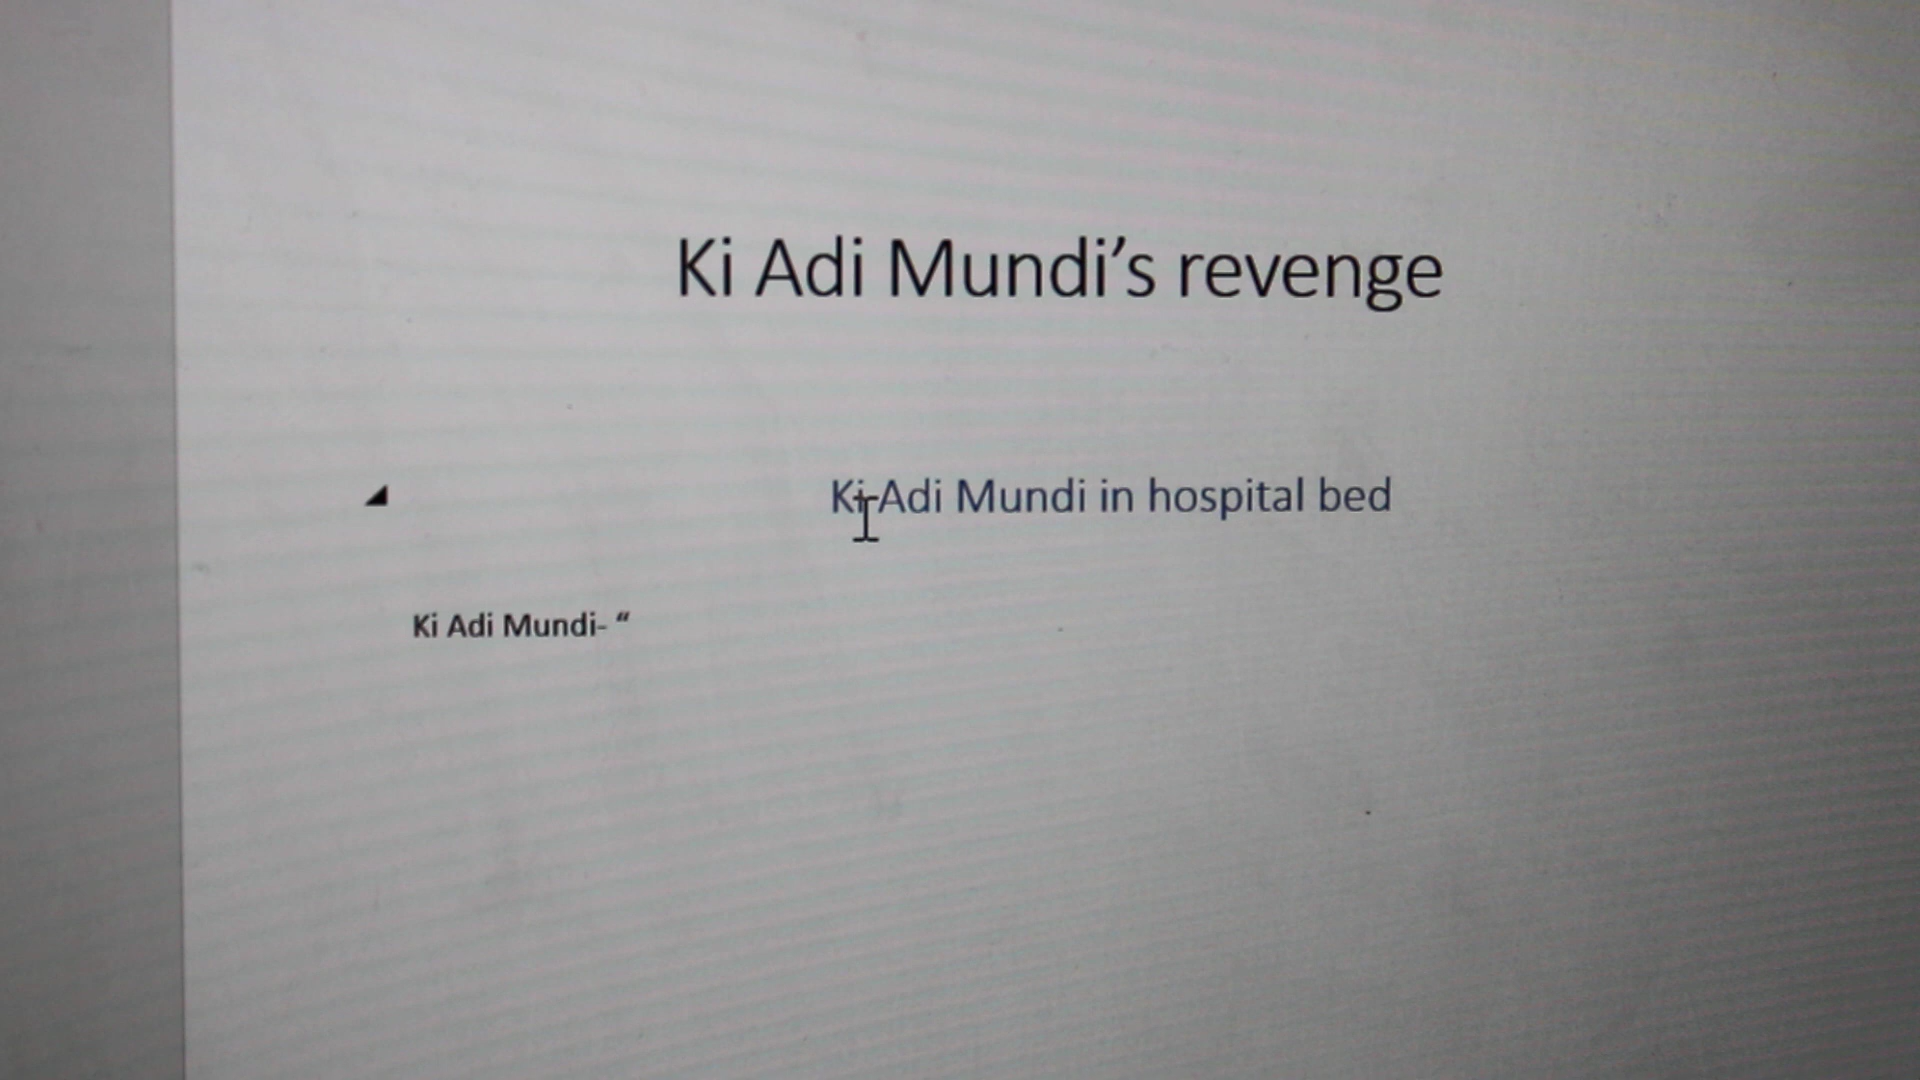 Ki Adi Mundi’s revenge
Ki Adi Mundi in hospital bed
Ki Adi Mundi- “